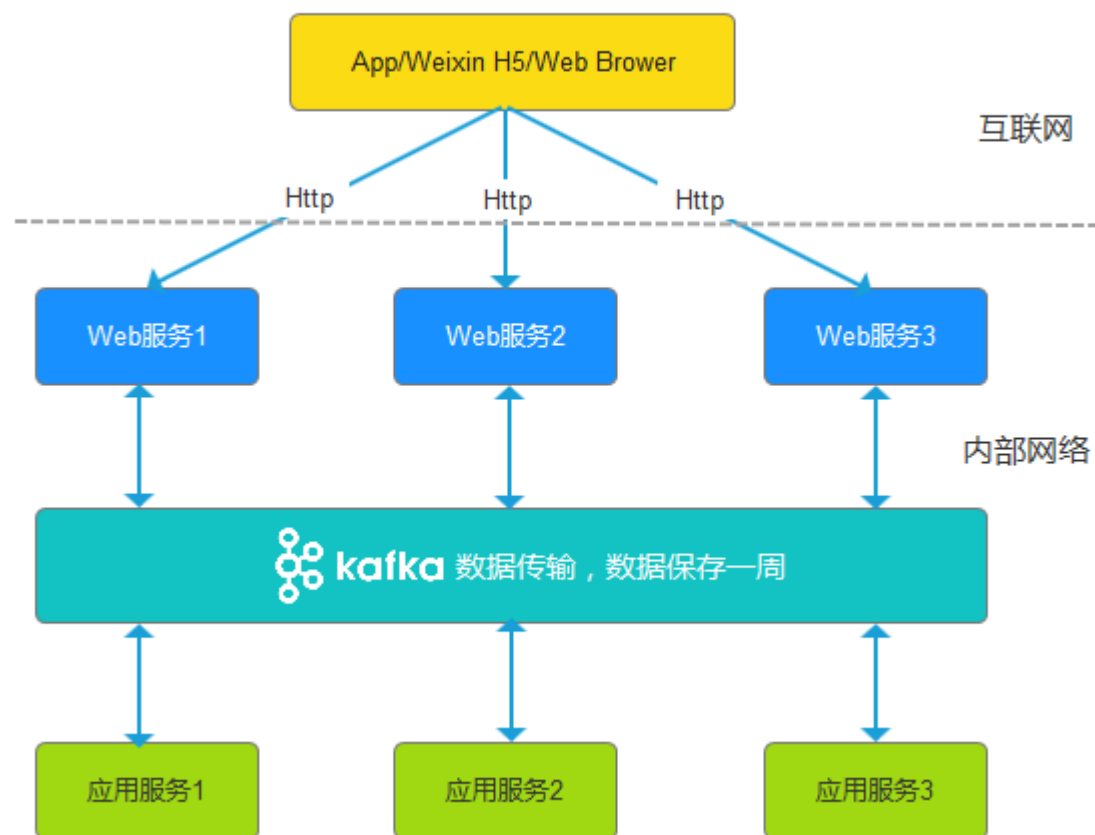 App/Weixin H5/Web Brower
互联网
Http
Http
Http
Web服务1
Web服务2
Web服务3
内部网络
kafka 数据传输，数据保存一周
应用服务1
应用服务2
应用服务3